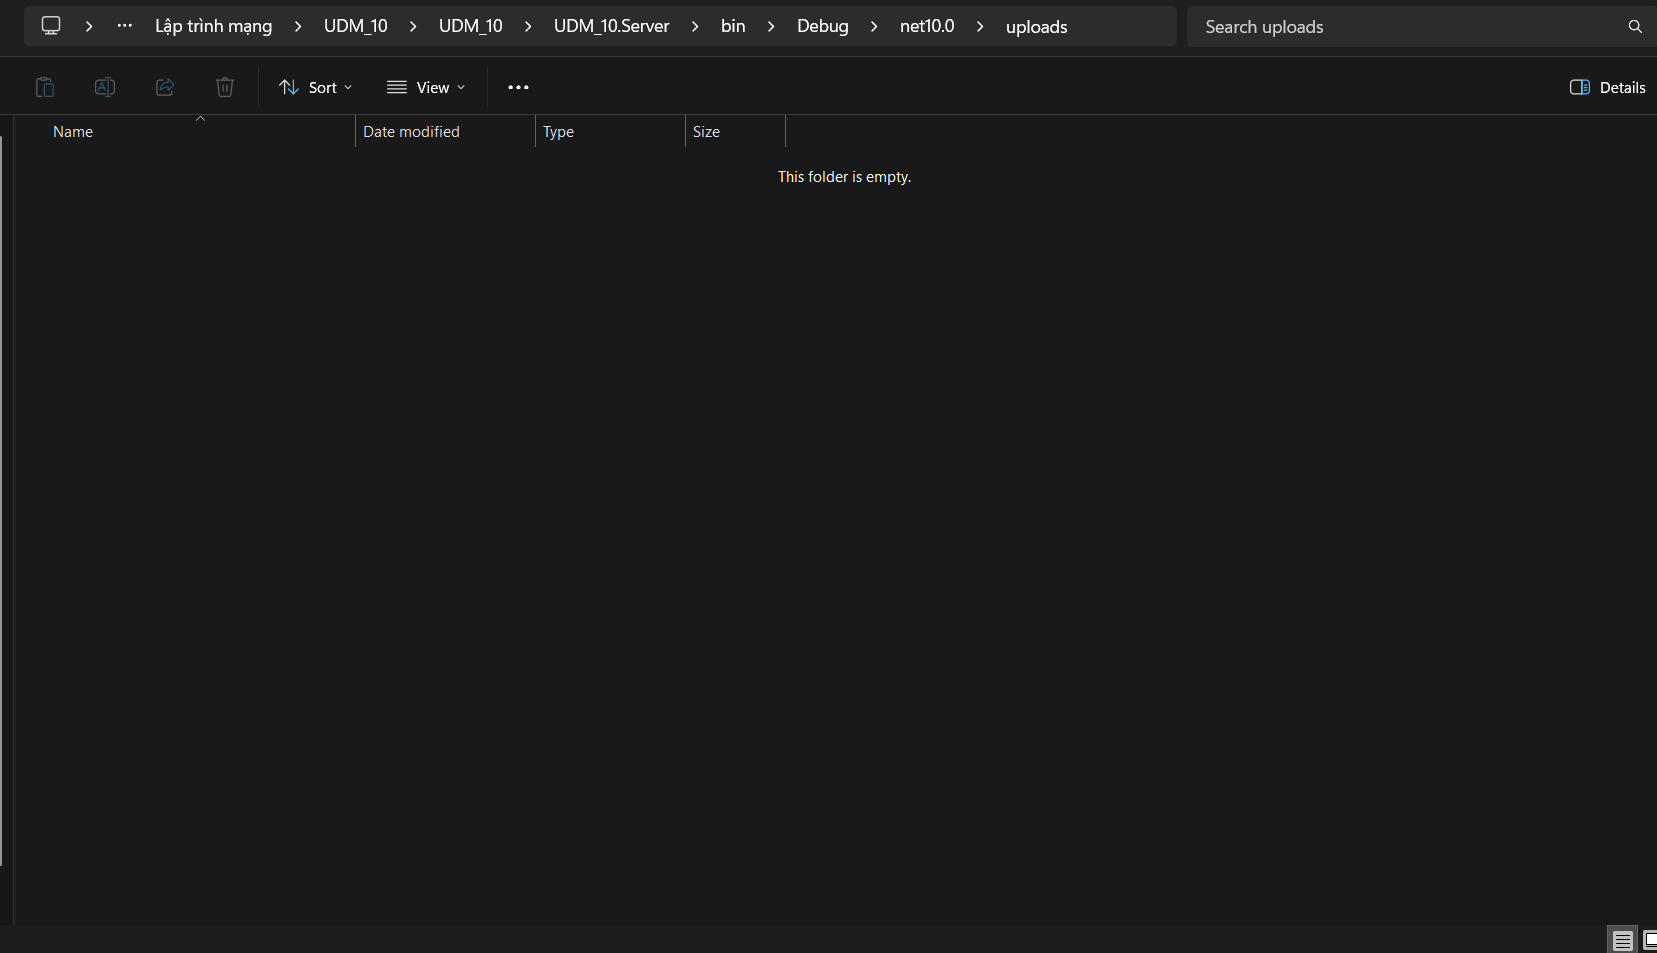 Lập trình mạng > UDM_10 > UDM_10 > UDM_10.Server > bin > Debug > net10.0 > uploads
Search uploads
Sort
View
Details
Name
Date modified
Type
Size
This folder is empty.